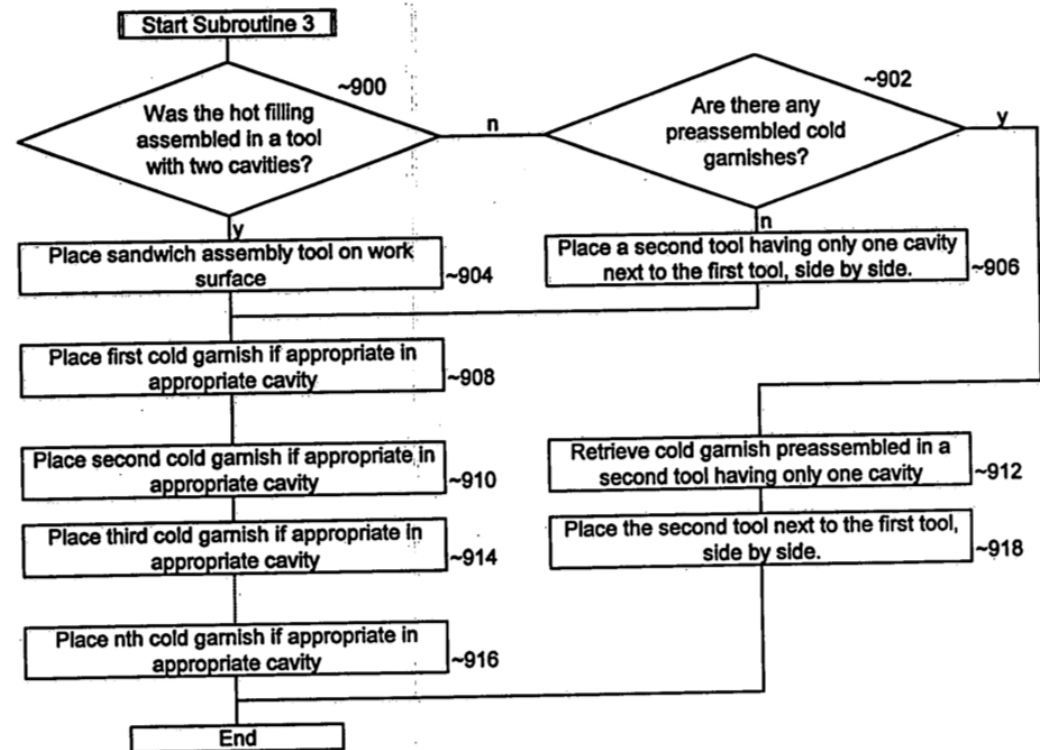 Start Subroutine 3
~900
Was the hot filling
assembled in a tool
with two cavities?
n
~902
Are there any
preassembled cold
garnishes?
y
y
Place sandwich assembly tool on work
surface
~904
n
Place a second tool having only one cavity
next to the first tool, side by side.
~906
Place first cold garnish if appropriate in
appropriate cavity
~908
Place second cold garnish if appropriate in
appropriate cavity
~910
Retrieve cold garnish preassembled in a
second tool having only one cavity
~912
Place third cold garnish if appropriate in
appropriate cavity
~914
Place the second tool next to the first tool,
side by side.
~918
Place nth cold garnish if appropriate in
appropriate cavity
~916
End